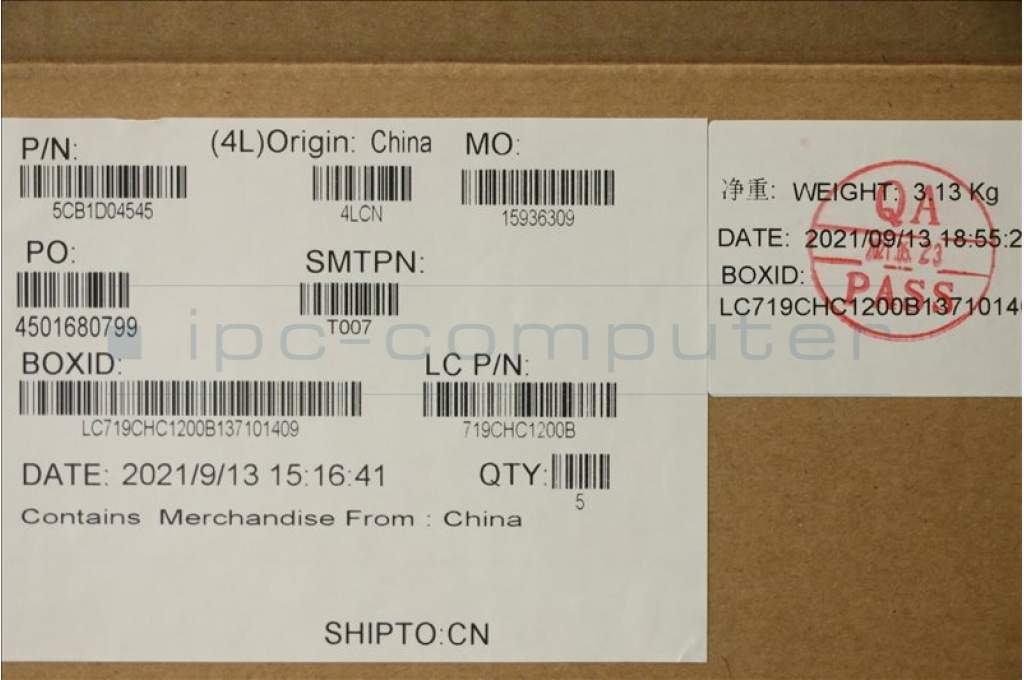 P/N: (4L)Origin: China MO:
5CB1D04545 4LCN 15936309
PO: SMTPN:
4501680799 T007
BOXID: LC P/N:
LC719CHC1200B137101409 719CHC1200B
DATE: 2021/9/13 15:16:41 QTY:
5
Contains Merchandise From : China
SHIPTO:CN
净重: WEIGHT: 3.13 Kg
DATE: 2021/09/13 18:55:2
BOXID:
LC719CHC1200B1371014
QA
PASS
ipc-computer